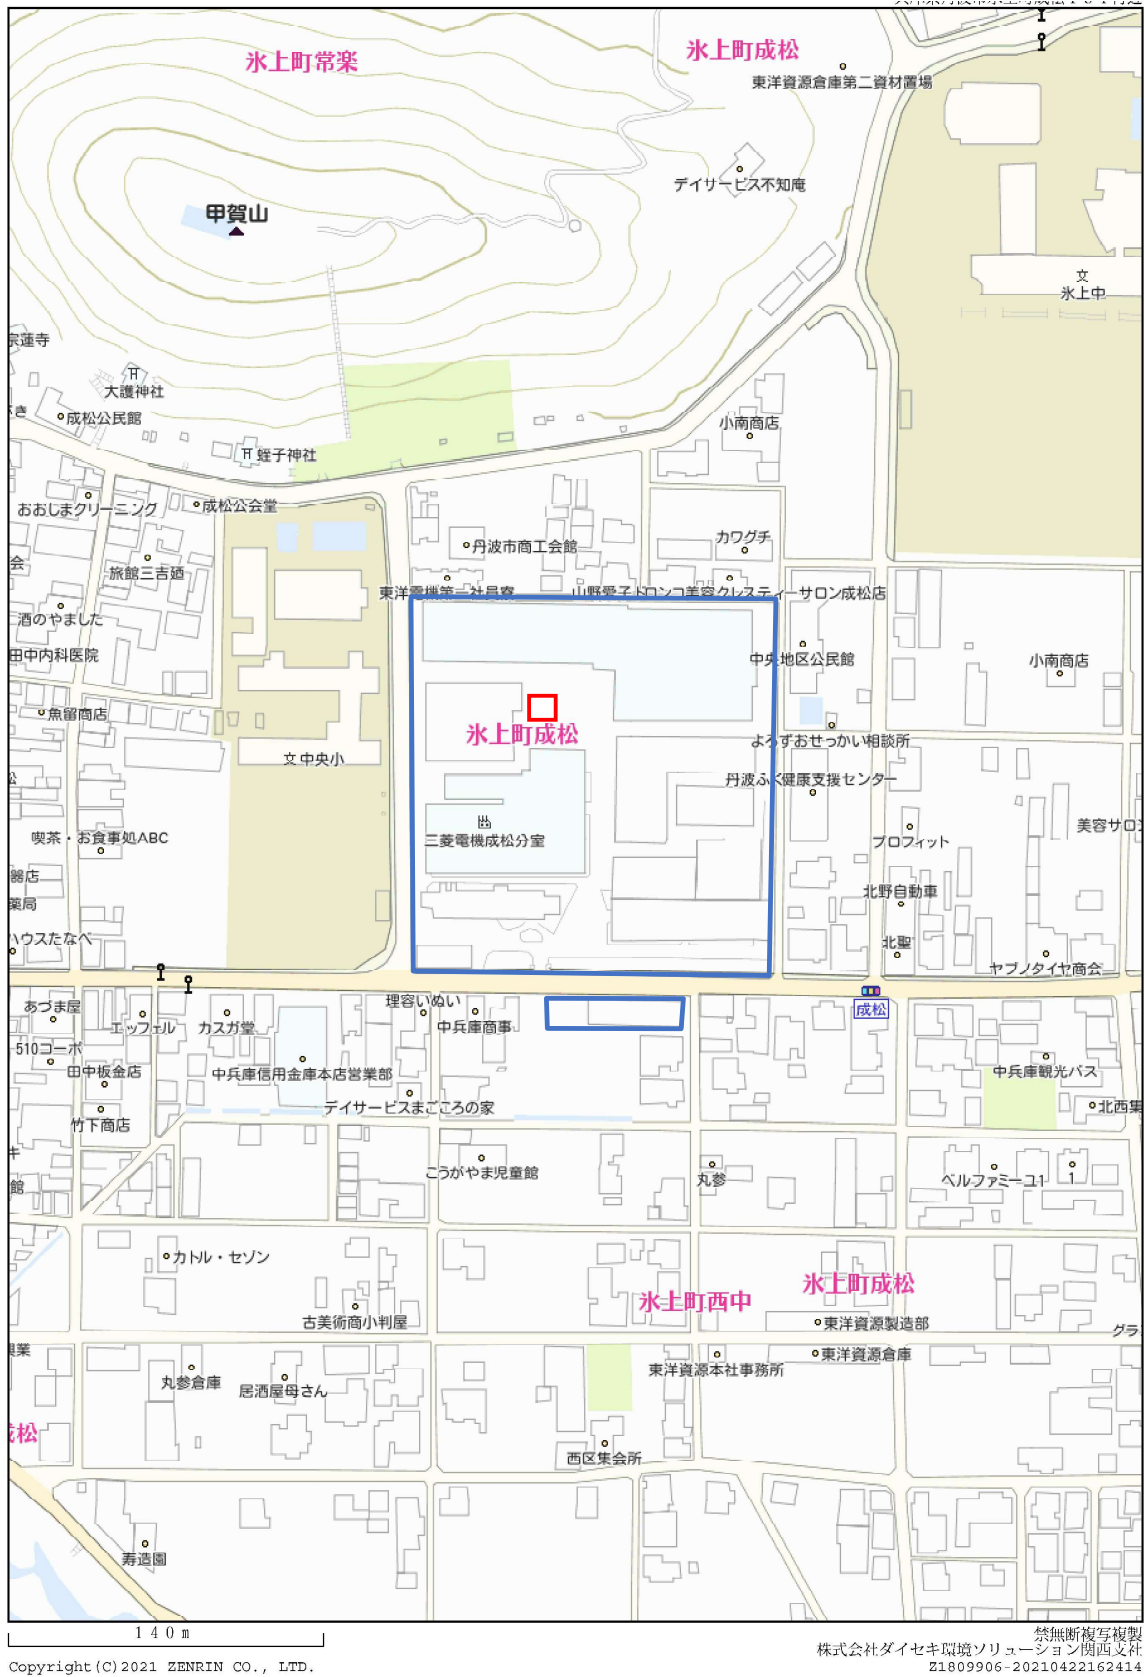 氷上町常楽
氷上町成松
東洋資源倉庫第二資材置場
デイサービス不知庵
甲賀山
文
氷上中
宗蓮寺
大護神社
成松公民館
小南商店
蛭子神社
おおしまクリーニング
成松公会堂
カワグチ
丹波市商工会館
会
旅館三吉廼
東洋電機第一社員寮
山野愛子ドロンコ美容クレスティーサロン成松店
酒のやました
田中内科医院
中央地区公民館
小南商店
魚留商店
氷上町成松
よろずおせっかい相談所
文中央小
松
丹波ふく健康支援センター
喫茶・お食事処ABC
三菱電機成松分室
プロフィット
美容サロン
器店
北野自動車
薬局
ハウスたなべ
北聖
ヤブノタイヤ商会
あづま屋
エッフェル
カスガ堂
理容いぬい
中兵庫商事
成松
510コーポ
田中板金店
中兵庫信用金庫本店営業部
中兵庫観光バス
デイサービスまごころの家
北西集
竹下商店
キ
こうがやま児童館
丸参
ベルファミーユ1
1
館
カトル・セゾン
氷上町成松
氷上町西中
古美術商小判屋
東洋資源製造部
グラ
東洋資源倉庫
東洋資源本社事務所
丸参倉庫
居酒屋母さん
成松
西区集会所
寿造園
140m
禁無断複写複製
株式会社ダイセキ環境ソリューション関西支社
Copyright(C)2021 ZENRIN CO., LTD.
Z1809906-20210422162414